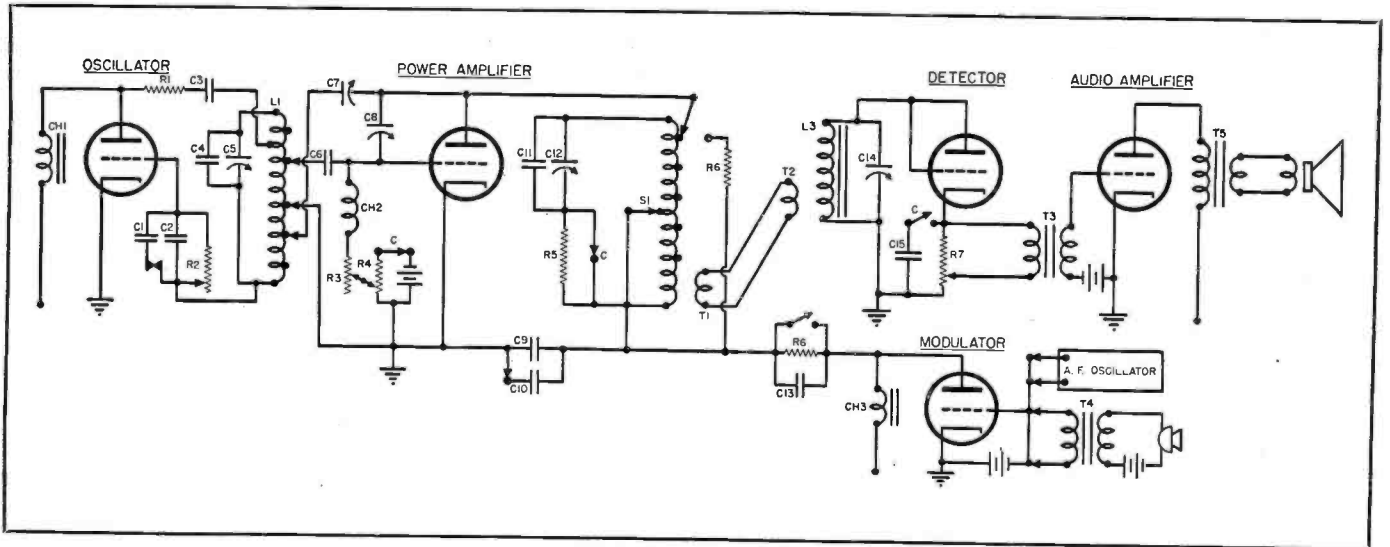 OSCILLATOR
POWER AMPLIFIER
DETECTOR
AUDIO AMPLIFIER
CH1
R1
C3
L1
C4
C5
C1
C2
R2
C7
C8
C6
CH2
R3
R4
C
C9
C10
C11
C12
R5
C
S1
R6
T1
T2
L3
C14
C15
C
R7
T3
T5
R6
C13
MODULATOR
CH3
A. F. OSCILLATOR
T4